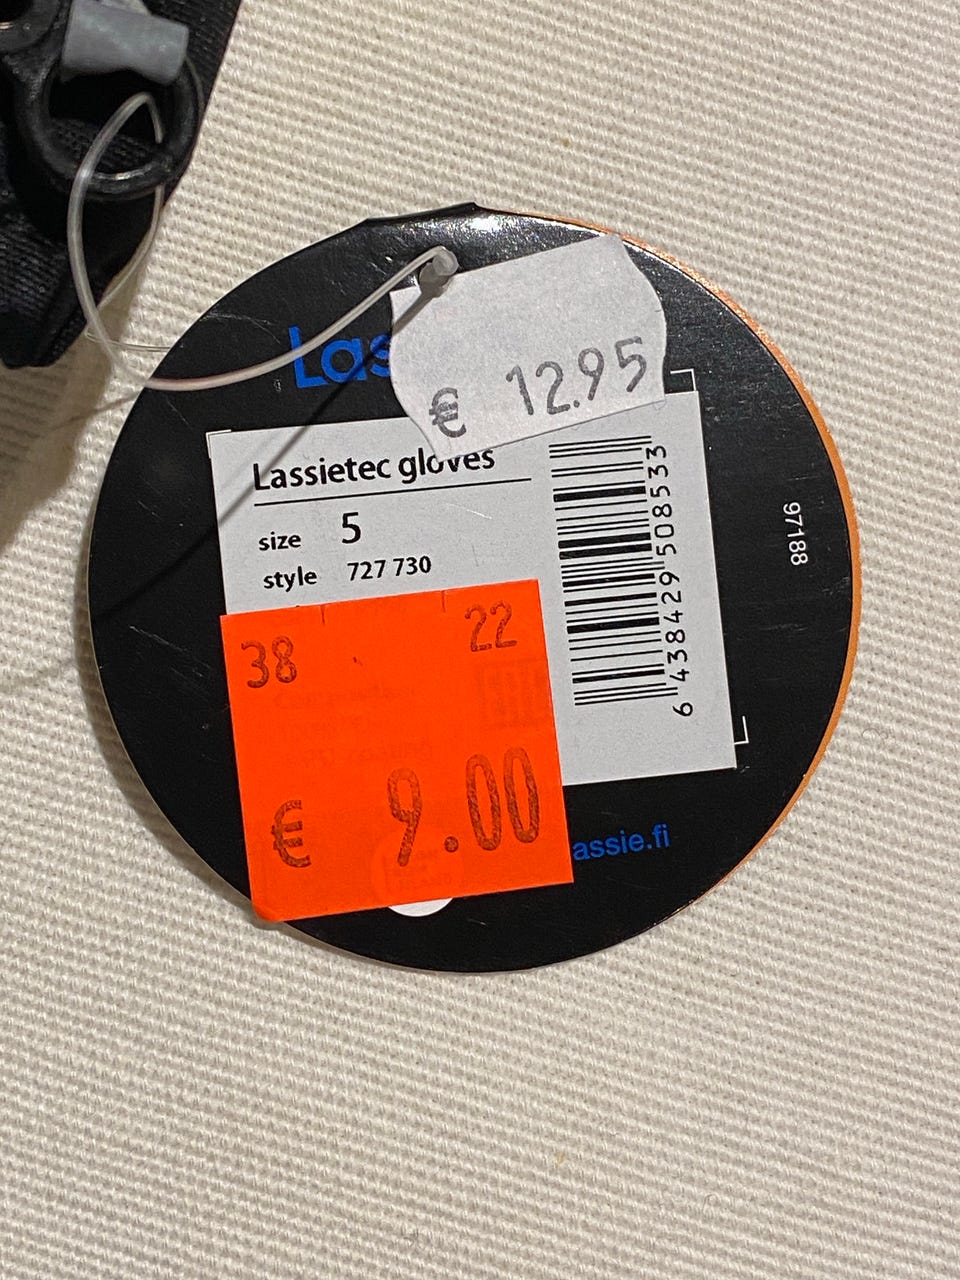 Las
€ 12.95
Lassietec gloves
size 5
style 727 730
6 438429 508533
97188
38 22
€ 9.00
assie.fi